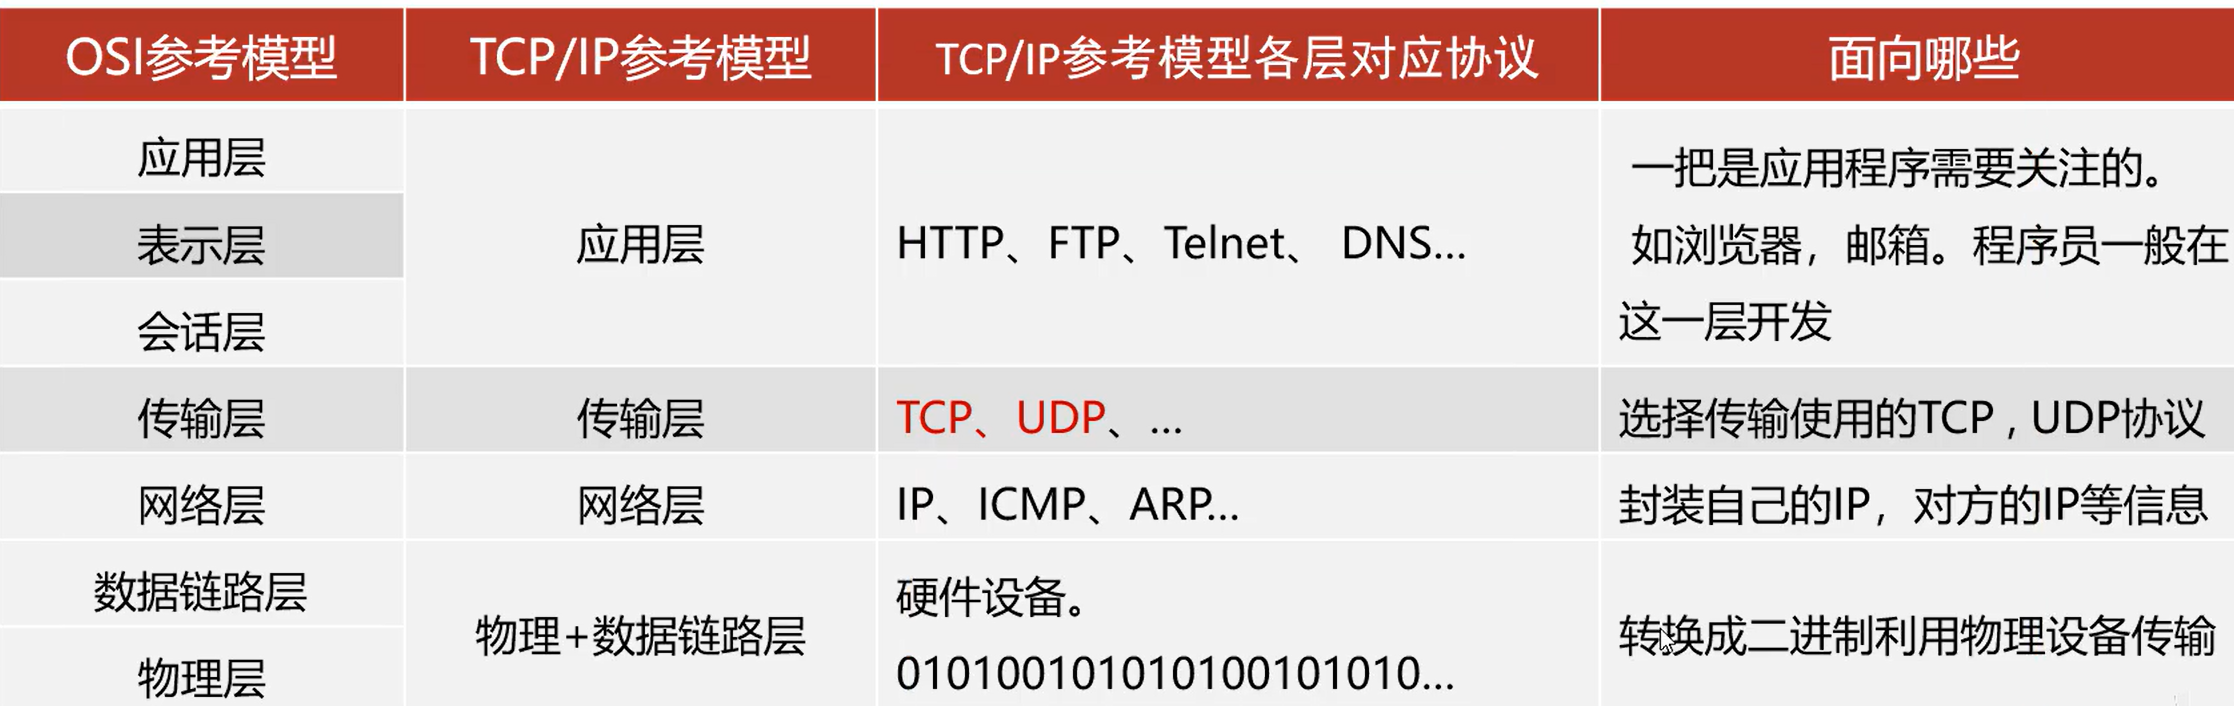 OSI参考模型
TCP/IP参考模型
TCP/IP参考模型各层对应协议
面向哪些
应用层
表示层
会话层
应用层
HTTP、FTP、Telnet、 DNS...
一把是应用程序需要关注的。
如浏览器，邮箱。程序员一般在
这一层开发
传输层
传输层
TCP、UDP、...
选择传输使用的TCP , UDP协议
网络层
网络层
IP、ICMP、ARP...
封装自己的IP，对方的IP等信息
数据链路层
物理层
物理+数据链路层
硬件设备。
010100101010100101010...
转换成二进制利用物理设备传输